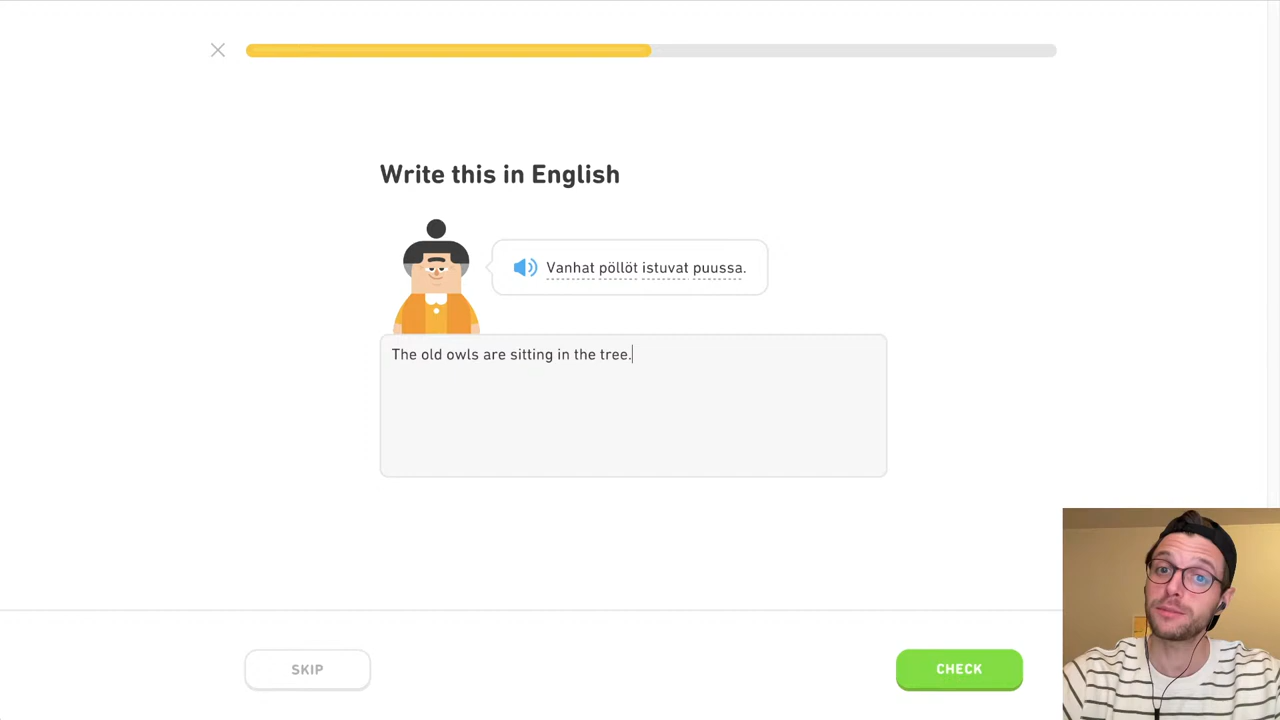 Write this in English
Vanhat pöllöt istuvat puussa.
The old owls are sitting in the tree.
SKIP
CHECK